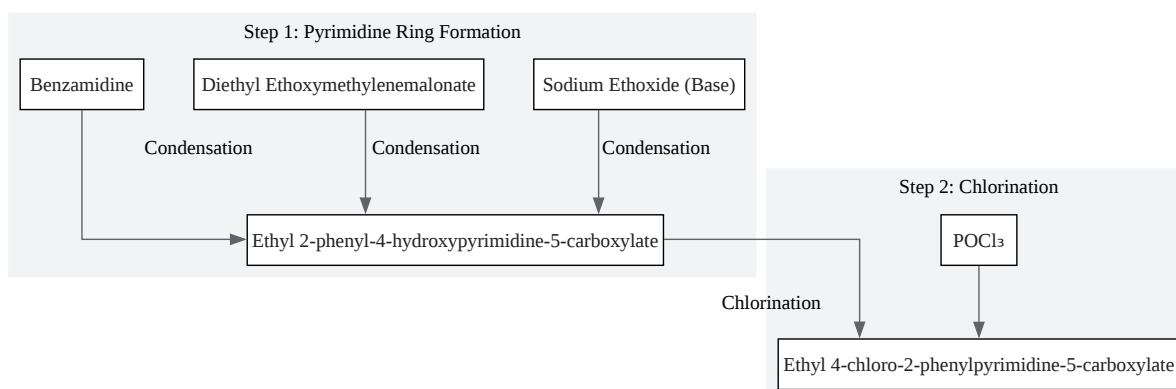 Step 1: Pyrimidine Ring Formation
Benzamidine
Diethyl Ethoxymethylenemalonate
Sodium Ethoxide (Base)
Condensation
Condensation
Condensation
Step 2: Chlorination
Ethyl 2-phenyl-4-hydroxypyrimidine-5-carboxylate
POCl₃
Chlorination
Ethyl 4-chloro-2-phenylpyrimidine-5-carboxylate